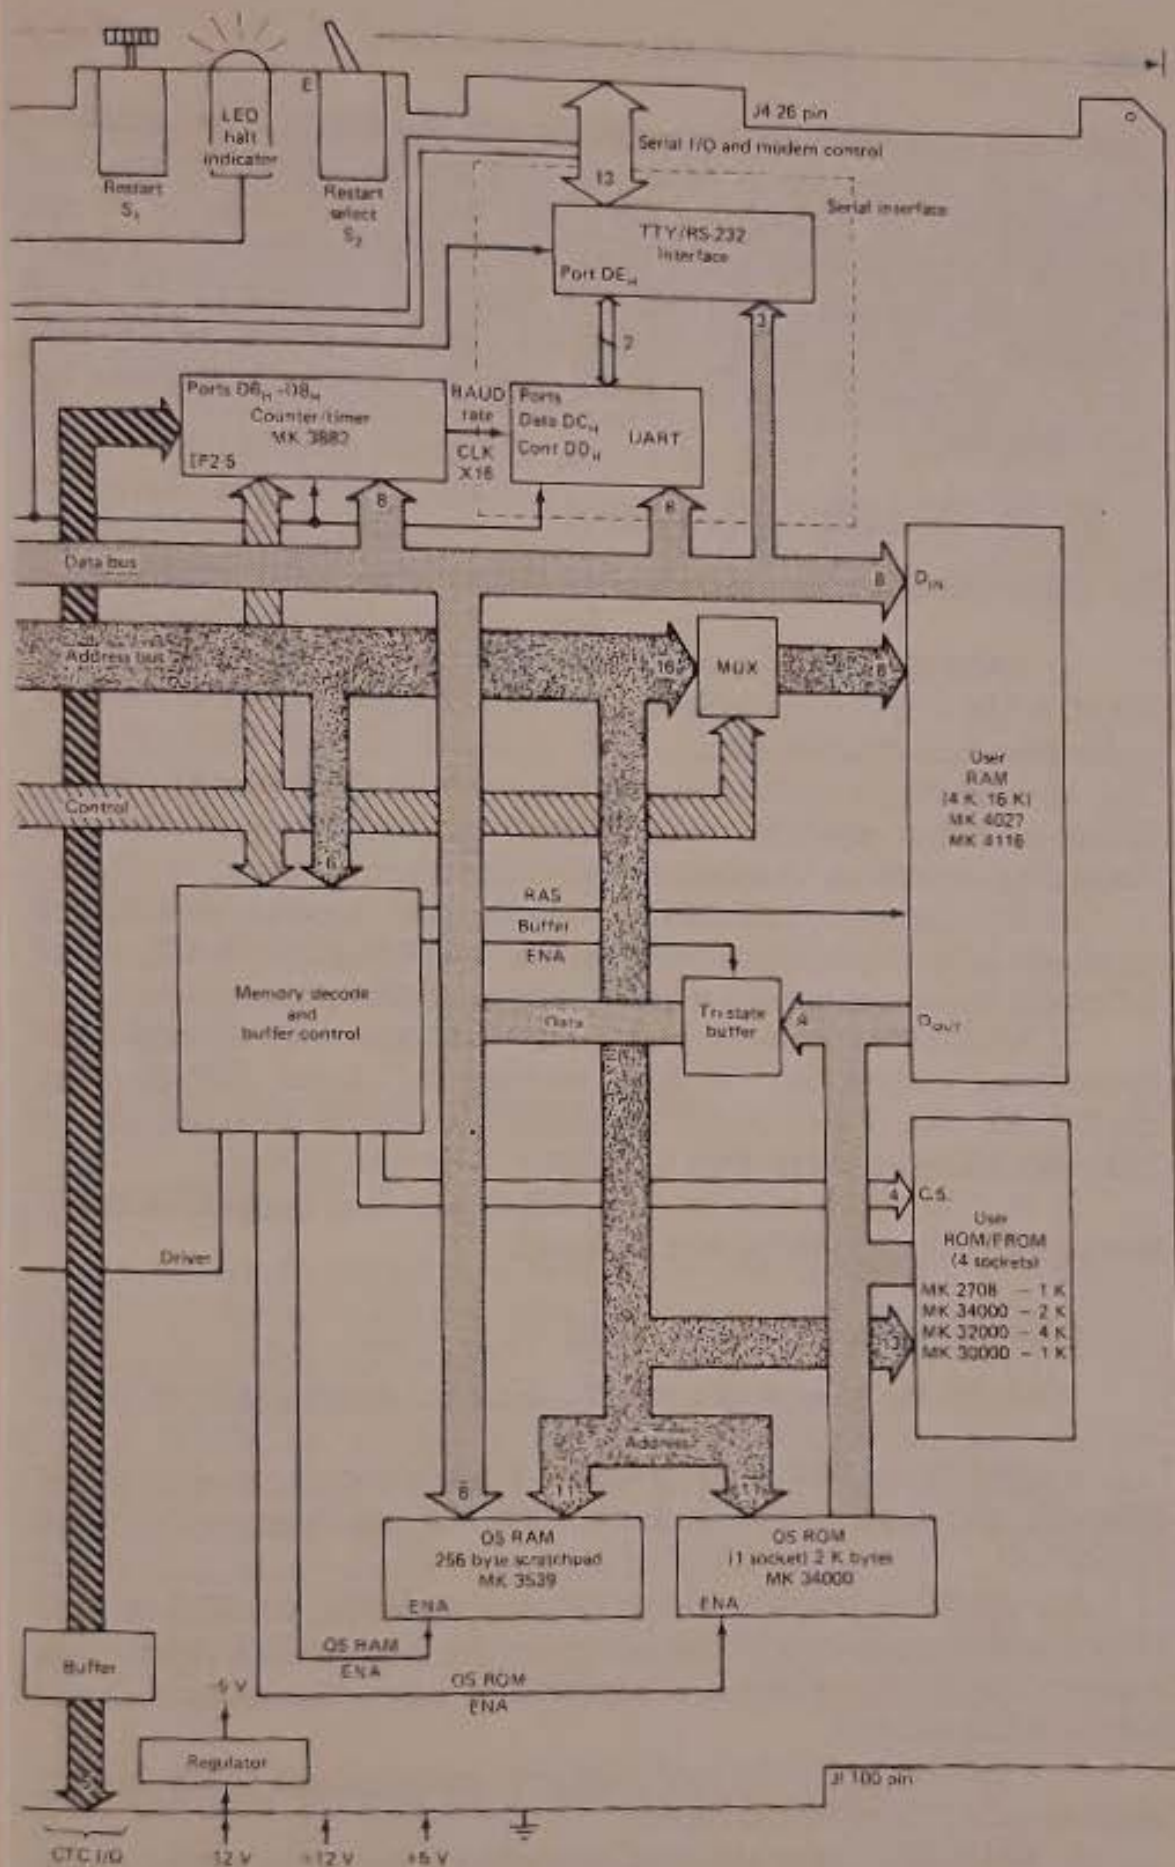 LED
halt
indicator
E
Restart
S1
Restart
select
S2
J4 26 pin
Serial I/O and modem control
13
Serial interface
TTY/RS-232
Interface
Port DEH
3
2
Ports D6H -D8H
Counter/timer
MK 3882
BAUD
rate
CLK
X16
Ports
Data DCH
Cont DDH
UART
8
8
Data bus
8
DIN
Address bus
16
MUX
User
RAM
(4 K 16 K)
MK 4027
MK 4116
Control
6
RAS
Buffer
ENA
Memory decode
and
buffer control
Data
Tri state
buffer
DOUT
4
C.S.
User
ROM/PROM
(4 sockets)
MK 2708 – 1 K
MK 34000 – 2 K
MK 32000 – 4 K
MK 30000 – 1 K
13
Driver
Address
8
11
11
OS RAM
256 byte scratchpad
MK 3539
ENA
OS ROM
(1 socket) 2 K bytes
MK 34000
ENA
OS RAM
ENA
OS ROM
ENA
Buffer
-5 V
Regulator
J1 100 pin
CTC I/O
+12 V
+5 V